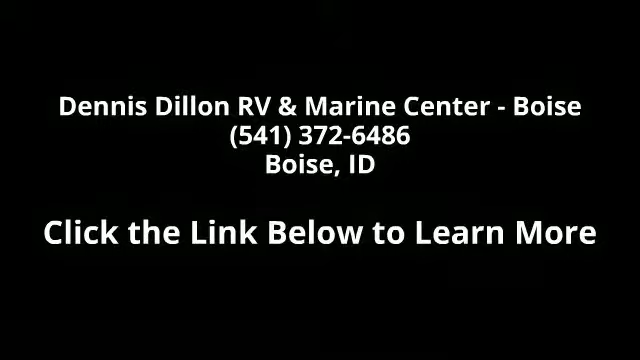 Dennis Dillon RV & Marine Center - Boise
(541) 372-6486
Boise, ID
Click the Link Below to Learn More